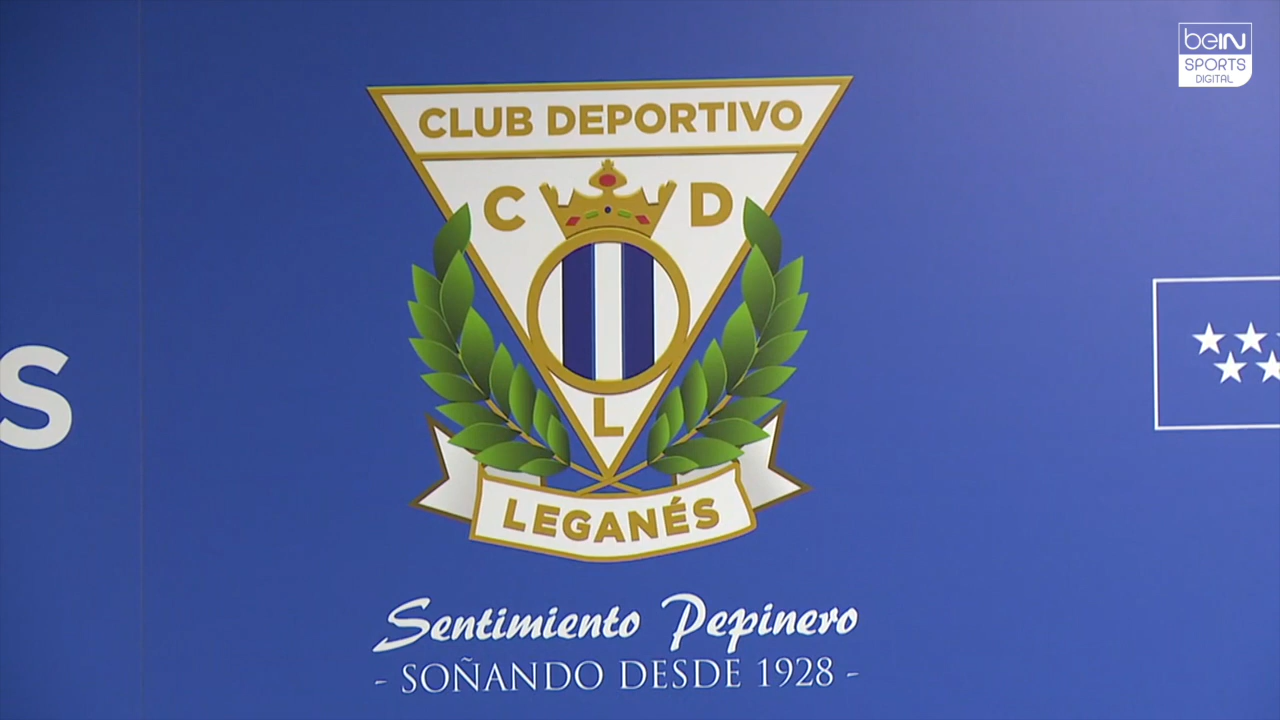 beIN
SPORTS
DIGITAL
CLUB DEPORTIVO
C D
L
LEGANÉS
S
Sentimiento Pepinero
- SOÑANDO DESDE 1928 -